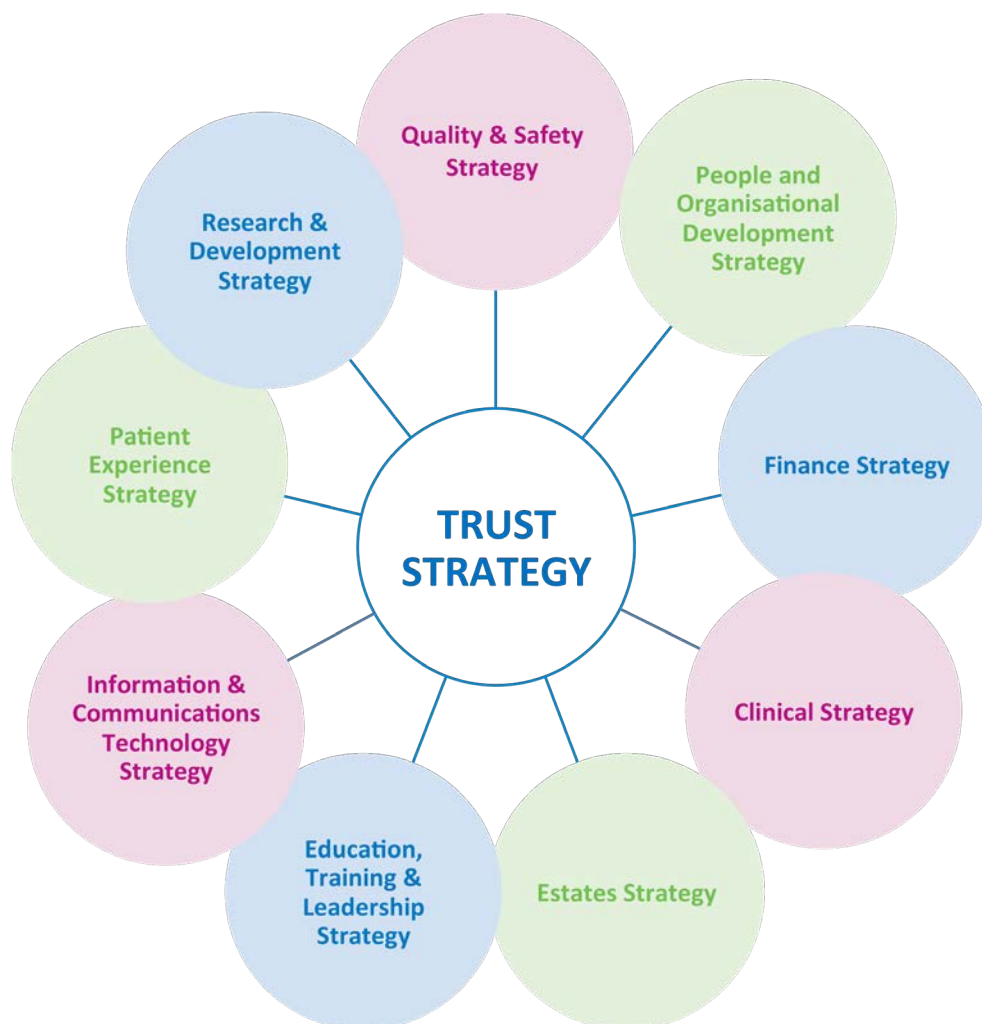 Quality & Safety
Strategy
People and
Organisational
Development
Strategy
Finance Strategy
Clinical Strategy
Estates Strategy
Education,
Training &
Leadership
Strategy
Information &
Communications
Technology
Strategy
Patient
Experience
Strategy
Research &
Development
Strategy
TRUST
STRATEGY